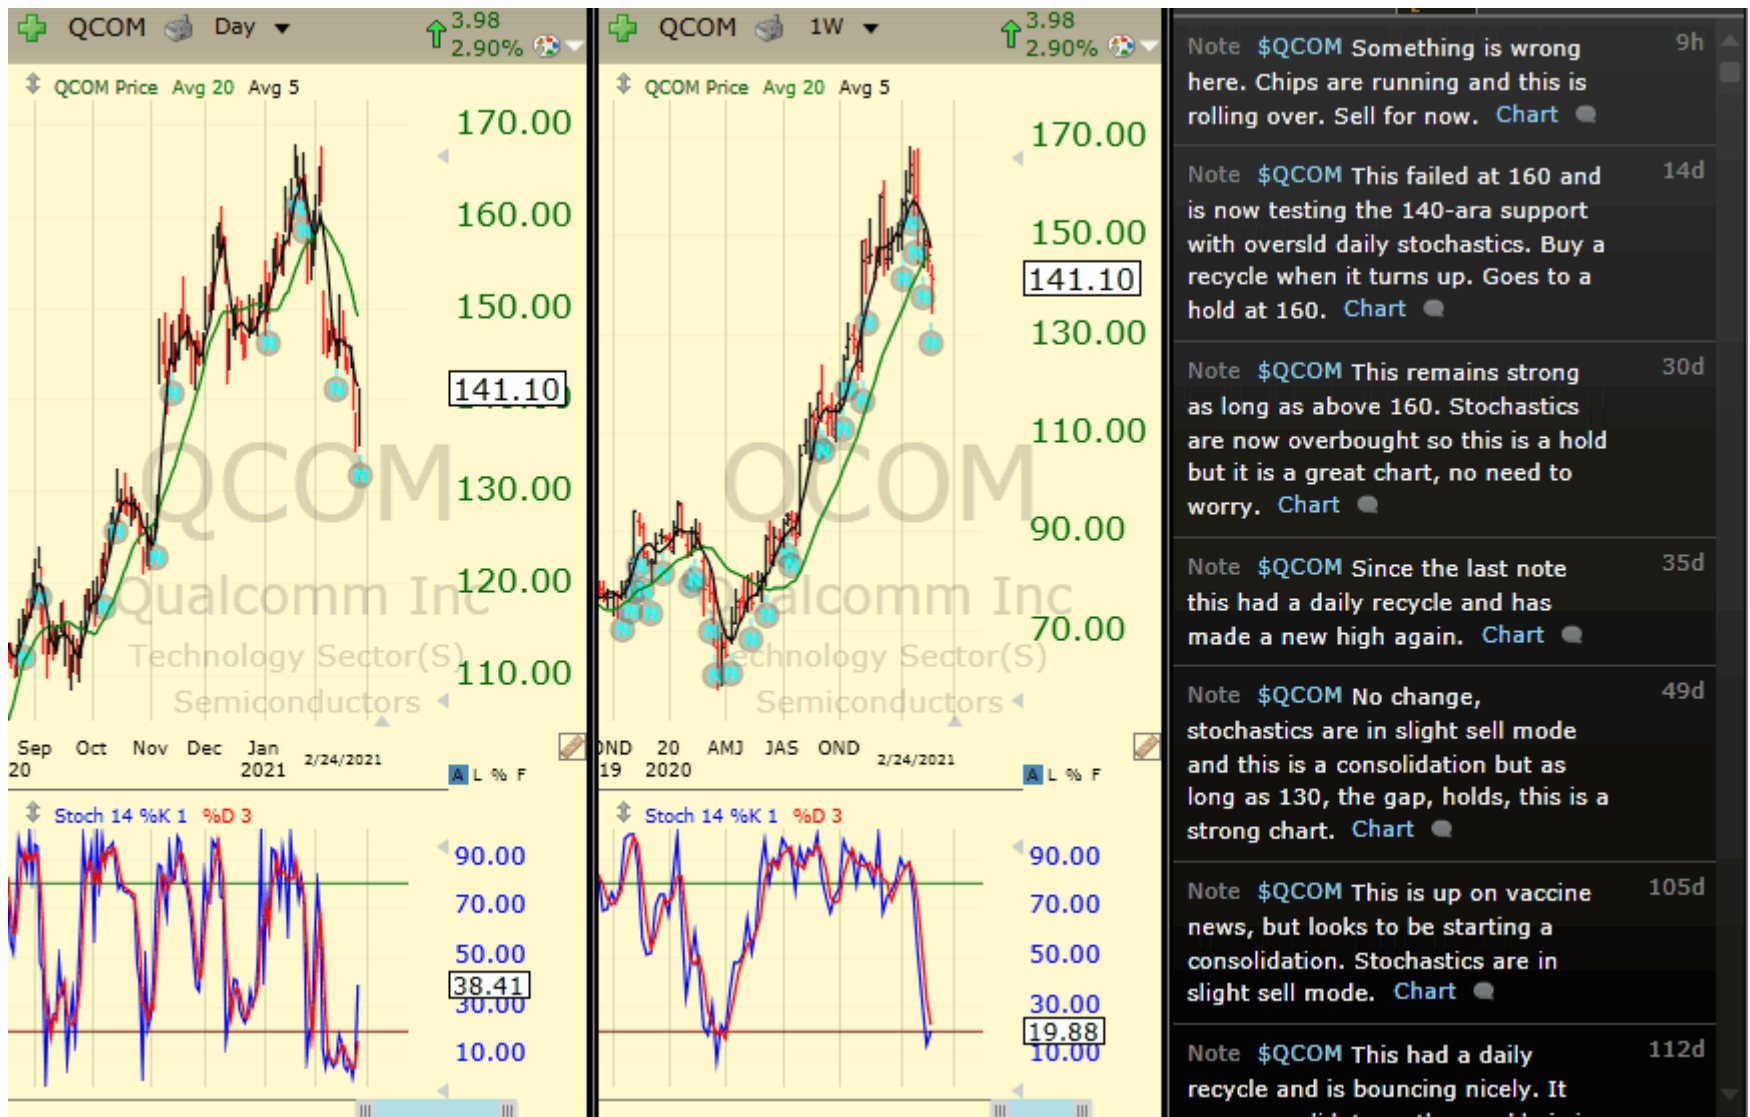 QCOM Day 3.98
2.90%
QCOM Price Avg 20 Avg 5
170.00
160.00
150.00
141.10
130.00
120.00
110.00
QCOM
Qualcomm Inc
Technology Sector(S)
Semiconductors
Sep Oct Nov Dec Jan 2/24/2021
20 2021
A L % F
Stoch 14 %K 1 %D 3
90.00
70.00
50.00
38.41
30.00
10.00
QCOM 1W 3.98
2.90%
QCOM Price Avg 20 Avg 5
170.00
150.00
141.10
130.00
110.00
90.00
70.00
QCOM
Qualcomm Inc
Technology Sector(S)
Semiconductors
OND 20 AMJ JAS OND 2/24/2021
19 2020
A L % F
Stoch 14 %K 1 %D 3
90.00
70.00
50.00
30.00
19.88
10.00
Note $QCOM Something is wrong 9h
here. Chips are running and this is
rolling over. Sell for now. Chart
Note $QCOM This failed at 160 and 14d
is now testing the 140-ara support
with oversld daily stochastics. Buy a
recycle when it turns up. Goes to a
hold at 160. Chart
Note $QCOM This remains strong 30d
as long as above 160. Stochastics
are now overbought so this is a hold
but it is a great chart, no need to
worry. Chart
Note $QCOM Since the last note 35d
this had a daily recycle and has
made a new high again. Chart
Note $QCOM No change, 49d
stochastics are in slight sell mode
and this is a consolidation but as
long as 130, the gap, holds, this is a
strong chart. Chart
Note $QCOM This is up on vaccine 105d
news, but looks to be starting a
consolidation. Stochastics are in
slight sell mode. Chart
Note $QCOM This had a daily 112d
recycle and is bouncing nicely. It